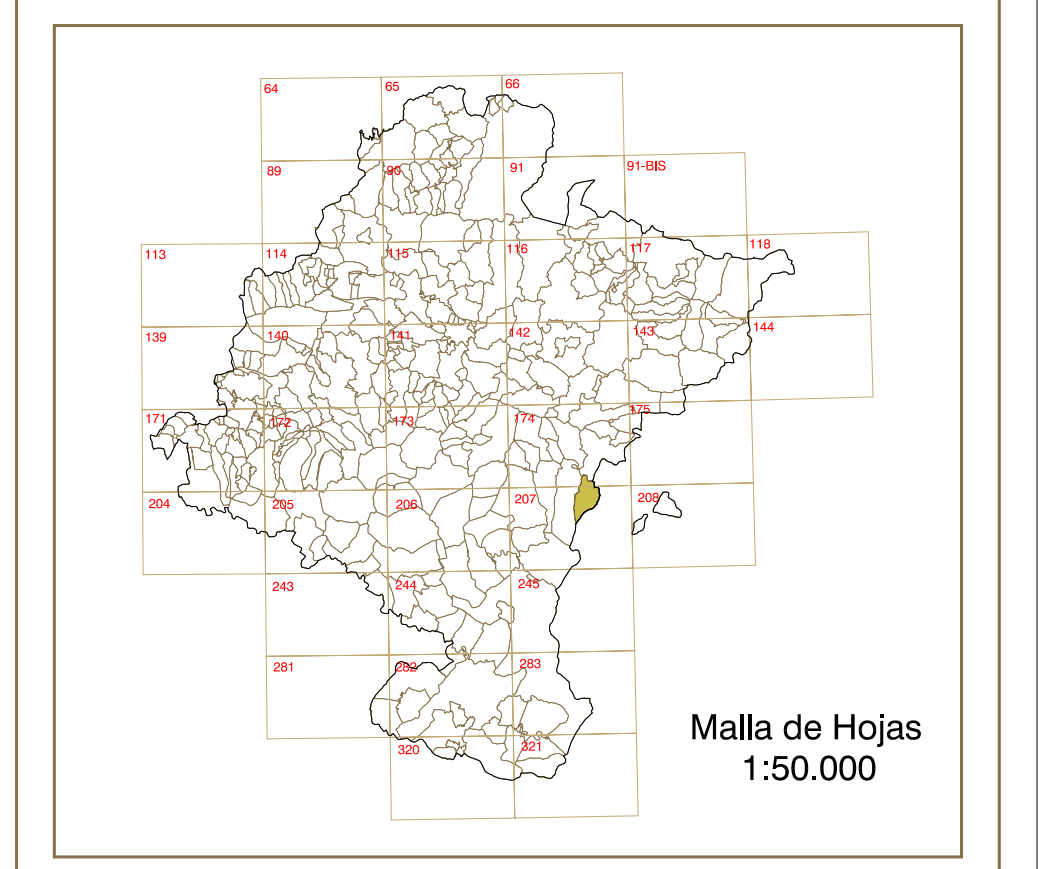 64 65 66
89 90 91 91-BIS
113 114 115 116 117 118
139 140 141 142 143 144
171 172 173 174 175
204 205 206 207 208
243 244 245
281 282 283
320 321
Malla de Hojas
1:50.000